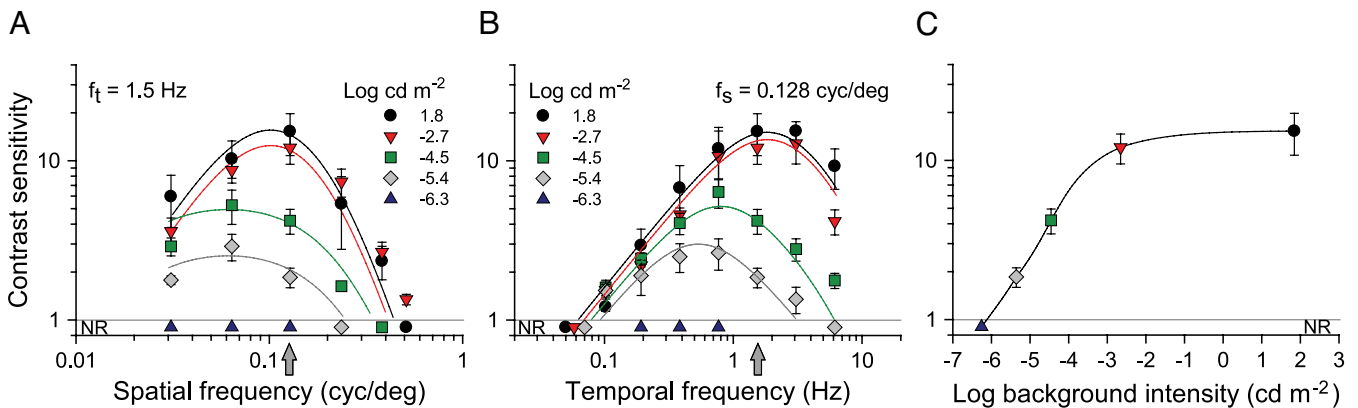 A
B
C
Contrast sensitivity
f_t = 1.5 Hz
Log cd m⁻²
1.8
-2.7
-4.5
-5.4
-6.3
10
1
NR
0.01
0.1
1
Spatial frequency (cyc/deg)
Log cd m⁻²
1.8
-2.7
-4.5
-5.4
-6.3
f_s = 0.128 cyc/deg
10
1
NR
0.1
1
10
Temporal frequency (Hz)
10
1
NR
-7 -6 -5 -4 -3 -2 -1 0 1 2 3
Log background intensity (cd m⁻²)